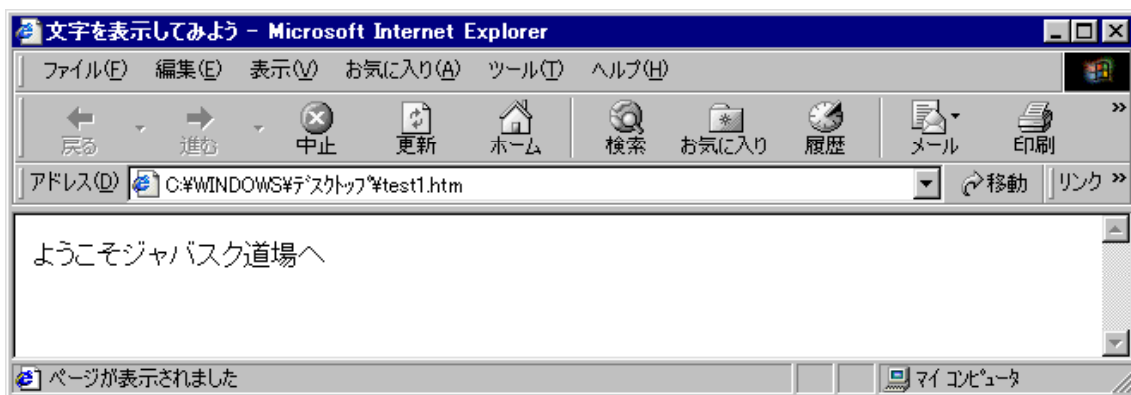 文字を表示してみよう - Microsoft Internet Explorer
ファイル(F) 編集(E) 表示(V) お気に入り(A) ツール(T) ヘルプ(H)
戻る 進む 中止 更新 ホーム 検索 お気に入り 履歴 メール 印刷 »
アドレス(D) C:¥WINDOWS¥ﾃﾞｽｸﾄｯﾌﾟ¥test1.htm 移動 リンク »
ようこそジャバスク道場へ
ページが表示されました マイ ｺﾝﾋﾟｭｰﾀ